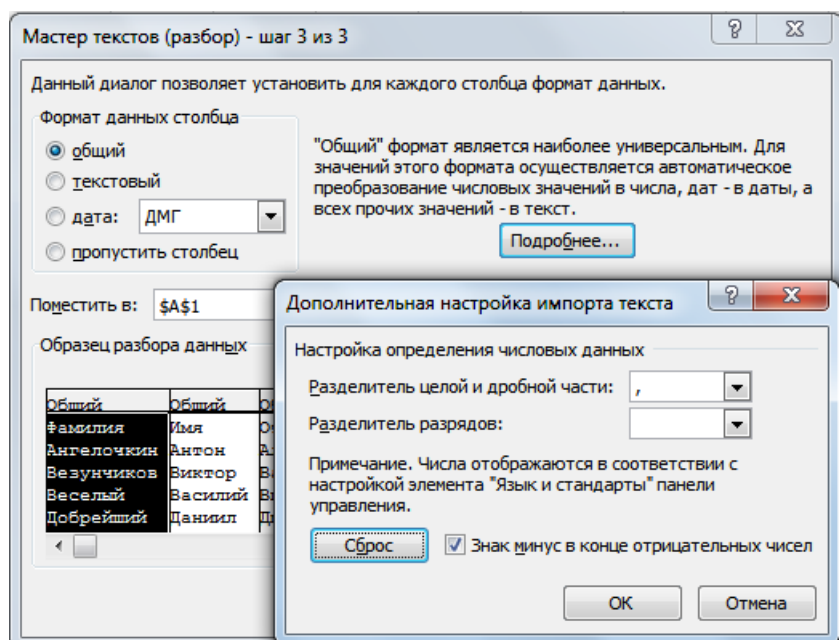 Мастер текстов (разбор) - шаг 3 из 3
Данный диалог позволяет установить для каждого столбца формат данных.
Формат данных столбца
общий
текстовый
дата: ДМГ
пропустить столбец
"Общий" формат является наиболее универсальным. Для
значений этого формата осуществляется автоматическое
преобразование числовых значений в числа, дат - в даты, а
всех прочих значений - в текст.
Подробнее...
Поместить в: $A$1
Образец разбора данных
Общий Общий
Фамилия Имя
Ангелочкин Антон
Везунчиков Виктор
Веселый Василий
Добрейший Даниил
Дополнительная настройка импорта текста
Настройка определения числовых данных
Разделитель целой и дробной части: ,
Разделитель разрядов:
Примечание. Числа отображаются в соответствии с
настройкой элемента "Язык и стандарты" панели
управления.
Сброс
Знак минус в конце отрицательных чисел
ОК
Отмена